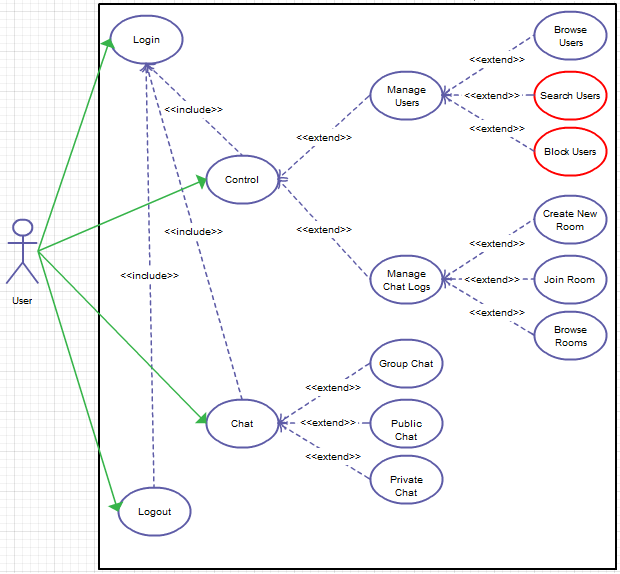 Login
Browse
Users
<<extend>>
Manage
Users
<<extend>>
Search Users
<<include>>
<<extend>>
<<extend>>
Block Users
Control
Create New
Room
<<include>>
<<extend>>
<<extend>>
User
<<include>>
Manage
Chat Logs
<<extend>>
Join Room
<<extend>>
Browse
Rooms
Group Chat
<<extend>>
Chat
<<extend>>
Public
Chat
<<extend>>
Private
Chat
Logout